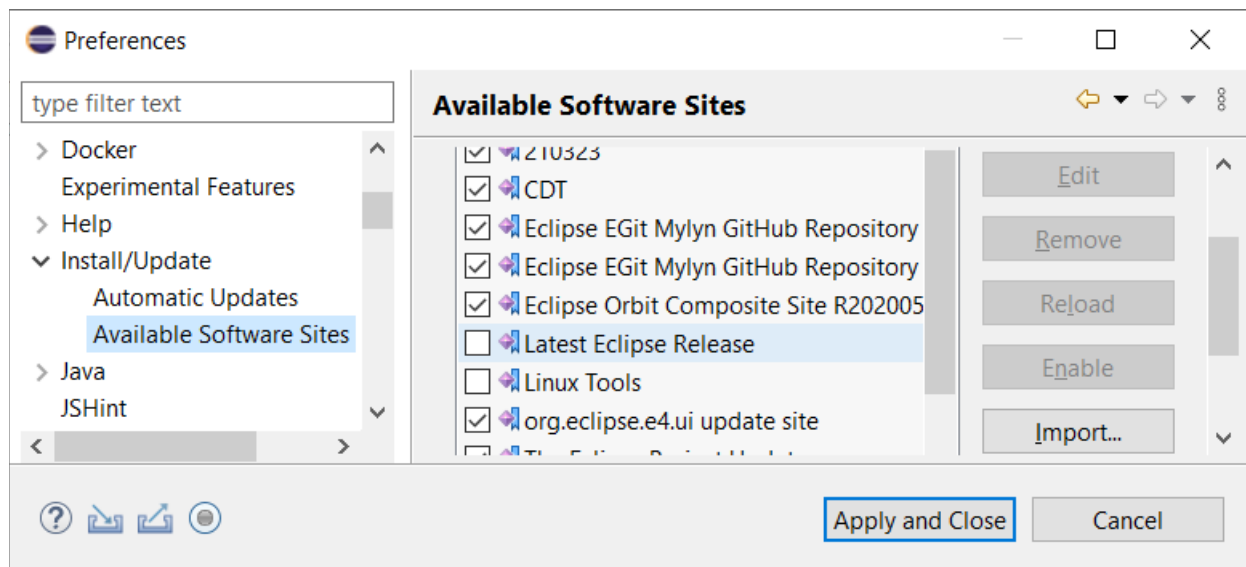 Preferences
type filter text
Docker
Experimental Features
Help
Install/Update
Automatic Updates
Available Software Sites
Java
JSHint
Available Software Sites
210323
CDT
Eclipse EGit Mylyn GitHub Repository
Eclipse EGit Mylyn GitHub Repository
Eclipse Orbit Composite Site R202005
Latest Eclipse Release
Linux Tools
org.eclipse.e4.ui update site
Edit
Remove
Reload
Enable
Import...
Apply and Close
Cancel